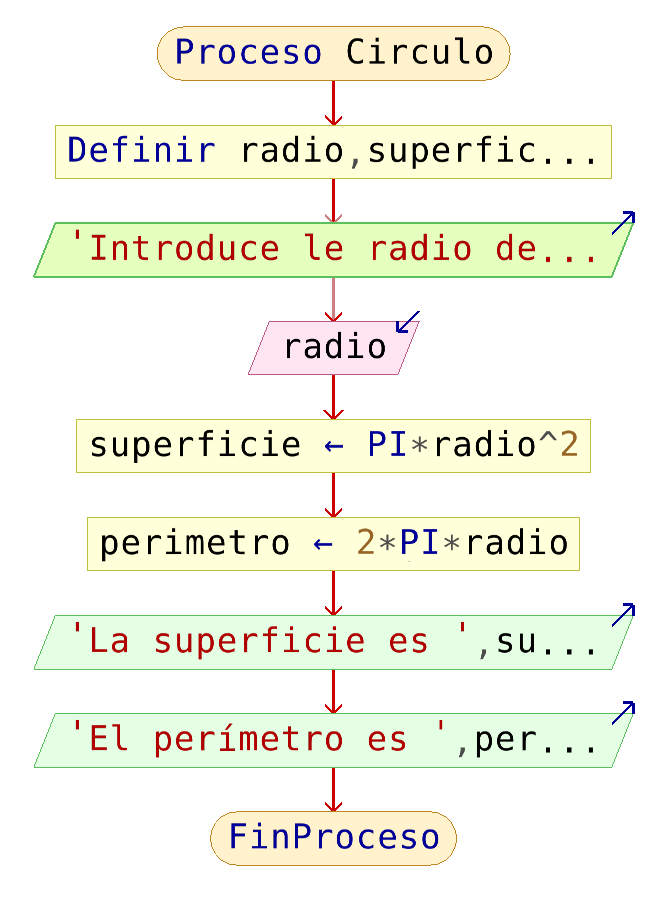 Proceso Circulo
Definir radio,superfic...
'Introduce le radio de...
radio
superficie ← PI*radio^2
perimetro ← 2*PI*radio
'La superficie es ',su...
'El perímetro es ',per...
FinProceso